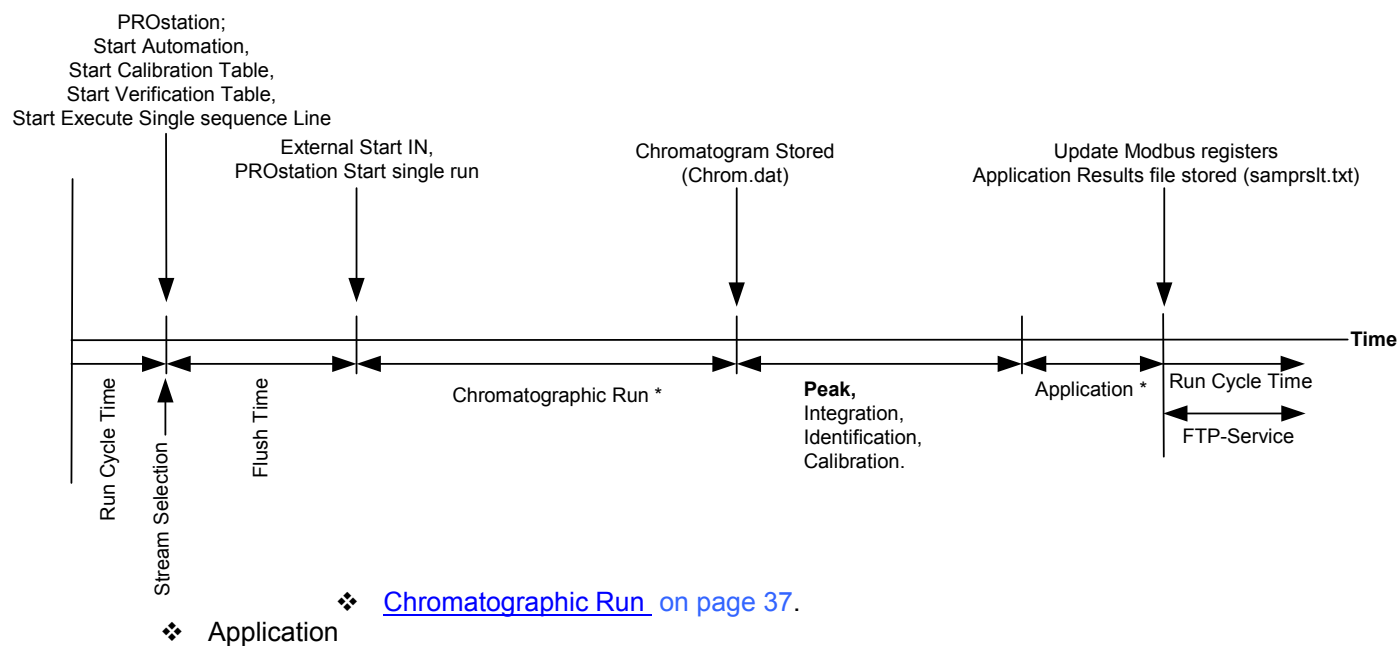 PROstation;
Start Automation,
Start Calibration Table,
Start Verification Table,
Start Execute Single sequence Line
External Start IN,
PROstation Start single run
Chromatogram Stored
(Chrom.dat)
Update Modbus registers
Application Results file stored (samprslt.txt)
Time
Run Cycle Time
Stream Selection
Flush Time
Chromatographic Run *
Peak,
Integration,
Identification,
Calibration.
Application *
Run Cycle Time
FTP-Service
❖ Chromatographic Run on page 37.
❖ Application